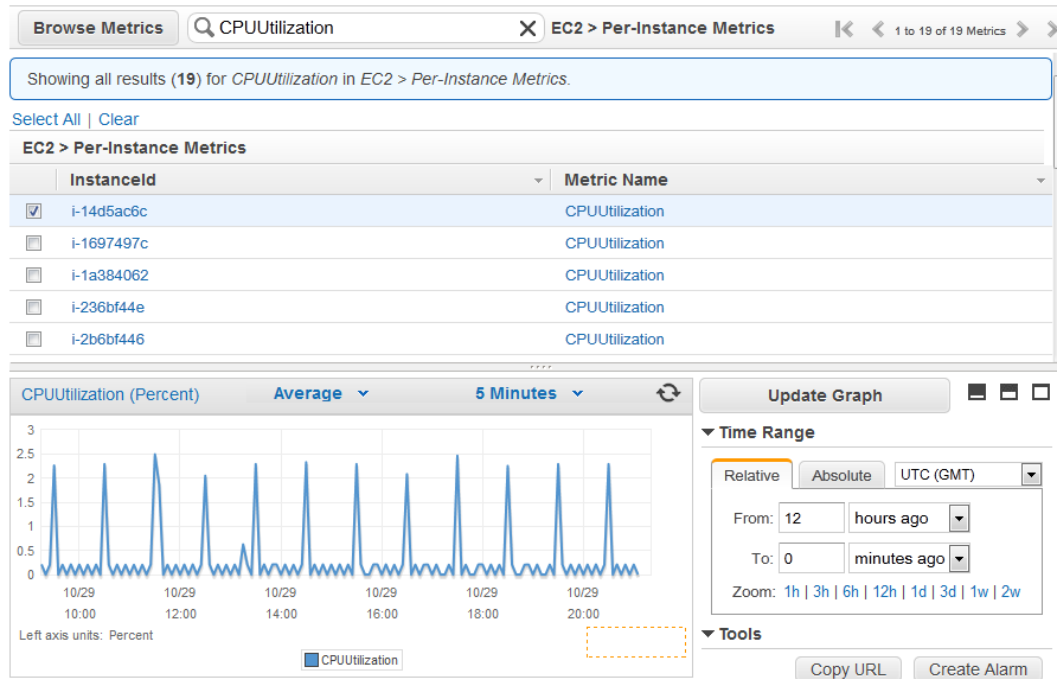 Browse Metrics CPUUtilization EC2 > Per-Instance Metrics 1 to 19 of 19 Metrics
Showing all results (19) for CPUUtilization in EC2 > Per-Instance Metrics.
Select All | Clear
EC2 > Per-Instance Metrics
InstanceId Metric Name
i-14d5ac6c CPUUtilization
i-1697497c CPUUtilization
i-1a384062 CPUUtilization
i-236bf44e CPUUtilization
i-2b6bf446 CPUUtilization
CPUUtilization (Percent) Average 5 Minutes
3
2.5
2
1.5
1
0.5
0
10/29 10/29 10/29 10/29 10/29 10/29
10:00 12:00 14:00 16:00 18:00 20:00
Left axis units: Percent
CPUUtilization
Update Graph
Time Range
Relative Absolute UTC (GMT)
From: 12 hours ago
To: 0 minutes ago
Zoom: 1h | 3h | 6h | 12h | 1d | 3d | 1w | 2w
Tools
Copy URL Create Alarm